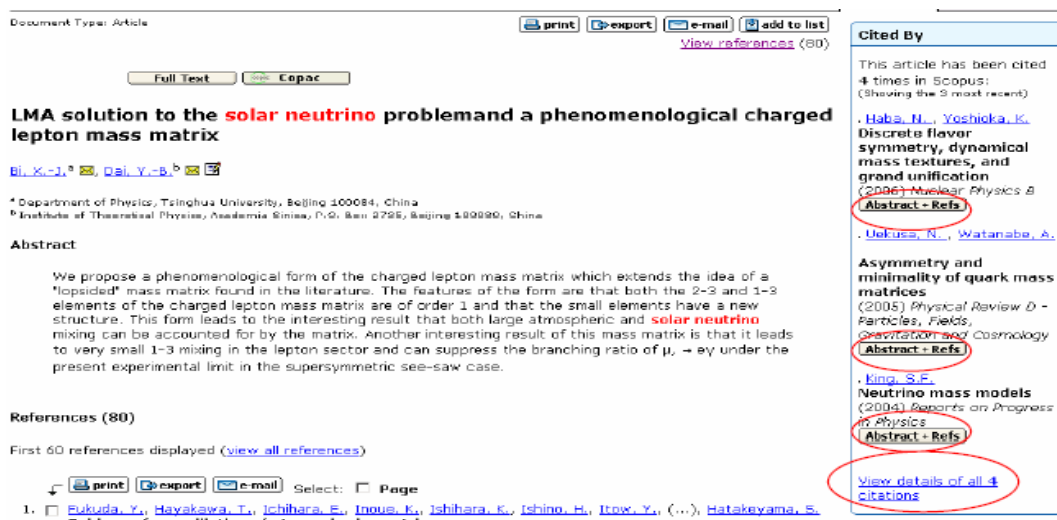 Document Type: Article
print export e-mail add to list
View references (80)
Full Text Copac
LMA solution to the solar neutrino problemand a phenomenological charged
lepton mass matrix
Bi, X.-J.,a Dai, Y.-B.b
a Department of Physics, Tsinghua University, Beijing 100084, China
b Institute of Theoretical Physics, Academia Sinica, P.O. Box 2735, Beijing 100080, China
Abstract
We propose a phenomenological form of the charged lepton mass matrix which extends the idea of a
"lopsided" mass matrix found in the literature. The features of the form are that both the 2-3 and 1-3
elements of the charged lepton mass matrix are of order 1 and that the small elements have a new
structure. This form leads to the interesting result that both large atmospheric and solar neutrino
mixing can be accounted for by the matrix. Another interesting result of this mass matrix is that it leads
to very small 1-3 mixing in the lepton sector and can suppress the branching ratio of μ, → eγ under the
present experimental limit in the supersymmetric see-saw case.
References (80)
First 60 references displayed (view all references)
print export e-mail Select: Page
1. Fukuda, Y., Hayakawa, T., Ichihara, E., Inoue, K., Ishihara, K., Ishino, H., Itow, Y., (...), Hatakeyama, S.
Cited By
This article has been cited
4 times in Scopus:
(Showing the 3 most recent)
. Haba, N. , Yoshioka, K.
Discrete flavor
symmetry, dynamical
mass textures, and
grand unification
(2006) Nuclear Physics B
Abstract + Refs
. Uekusa, N. , Watanabe, A.
Asymmetry and
minimality of quark mass
matrices
(2005) Physical Review D -
Particles, Fields,
Gravitation and Cosmology
Abstract + Refs
. King, S.F.
Neutrino mass models
(2004) Reports on Progress
in Physics
Abstract + Refs
View details of all 4
citations